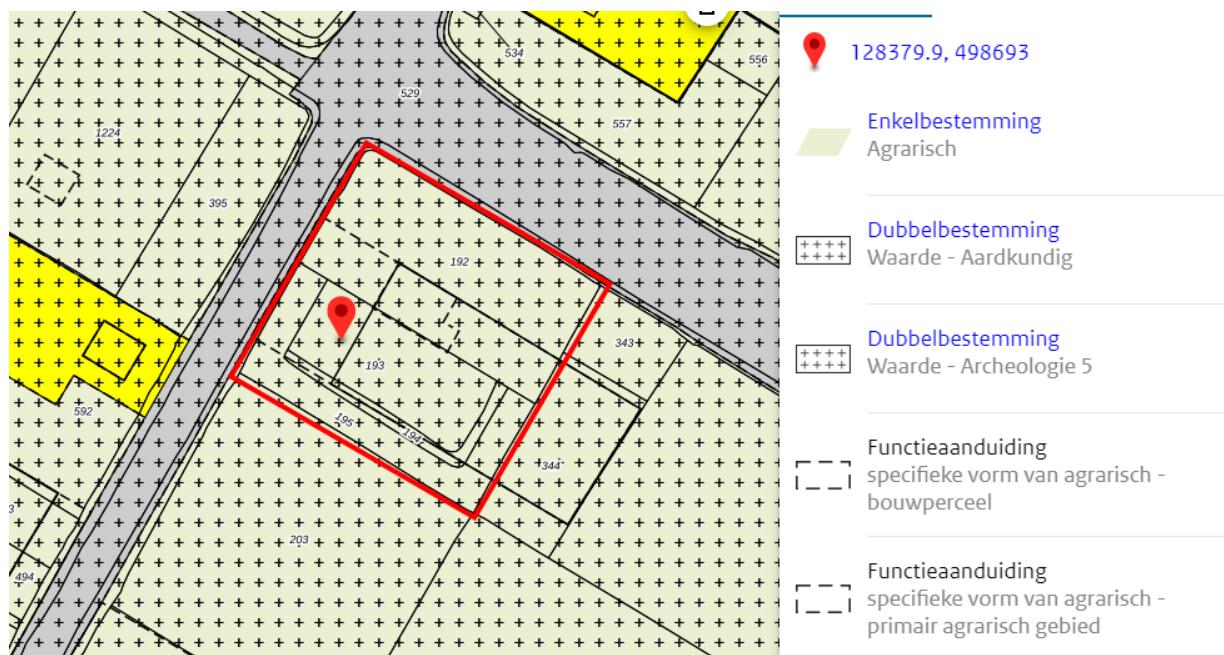 534
556
529
557
1224
395
192
343
193
592
195
194
344
203
494
3
128379.9, 498693
Enkelbestemming
Agrarisch
Dubbelbestemming
Waarde - Aardkundig
Dubbelbestemming
Waarde - Archeologie 5
Functieaanduiding
specifieke vorm van agrarisch -
bouwperceel
Functieaanduiding
specifieke vorm van agrarisch -
primair agrarisch gebied